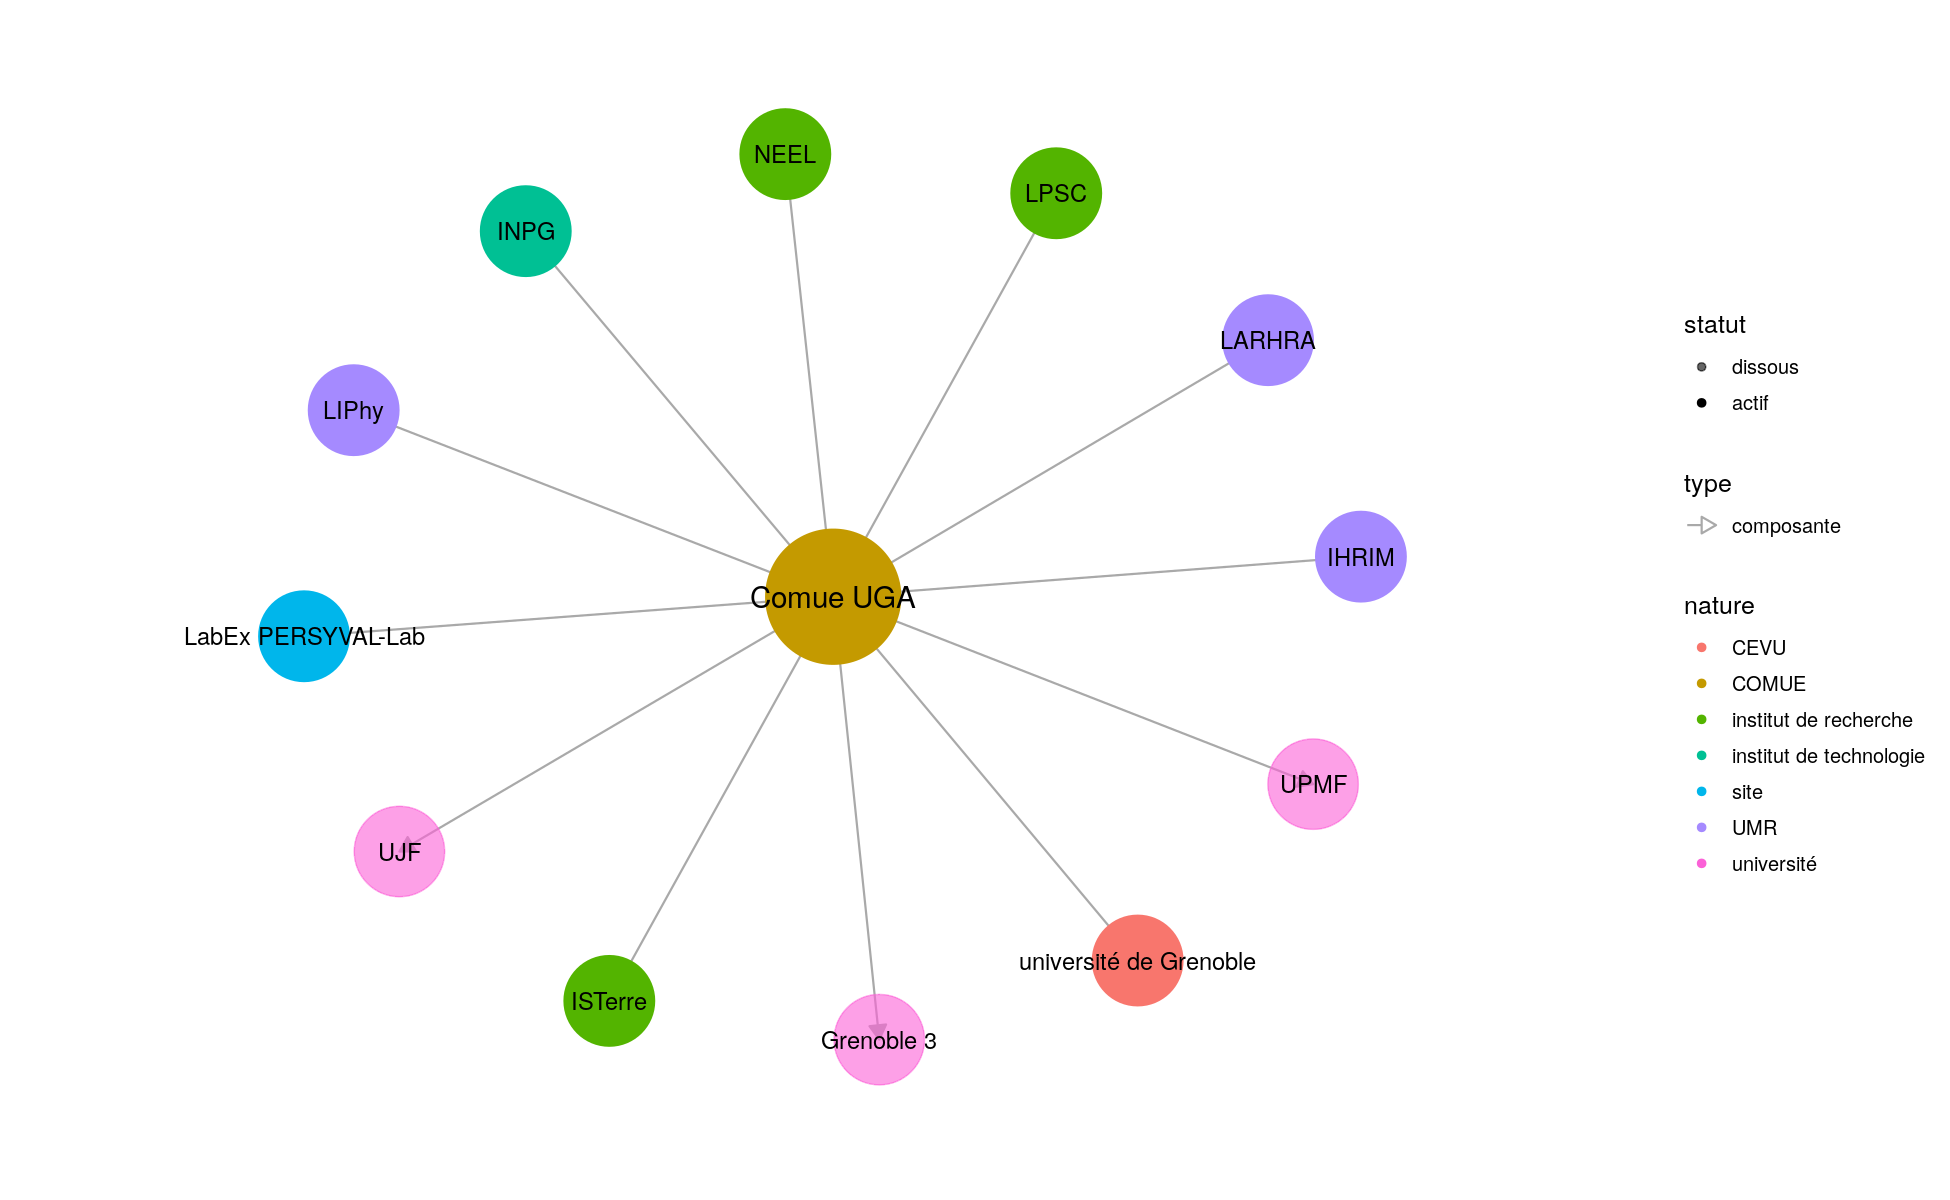 NEEL
LPSC
INPG
LARHRA
LIPhy
IHRIM
Comue UGA
LabEx PERSYVAL-Lab
UPMF
UJF
université de Grenoble
ISTerre
Grenoble 3
statut
dissous
actif
type
composante
nature
CEVU
COMUE
institut de recherche
institut de technologie
site
UMR
université